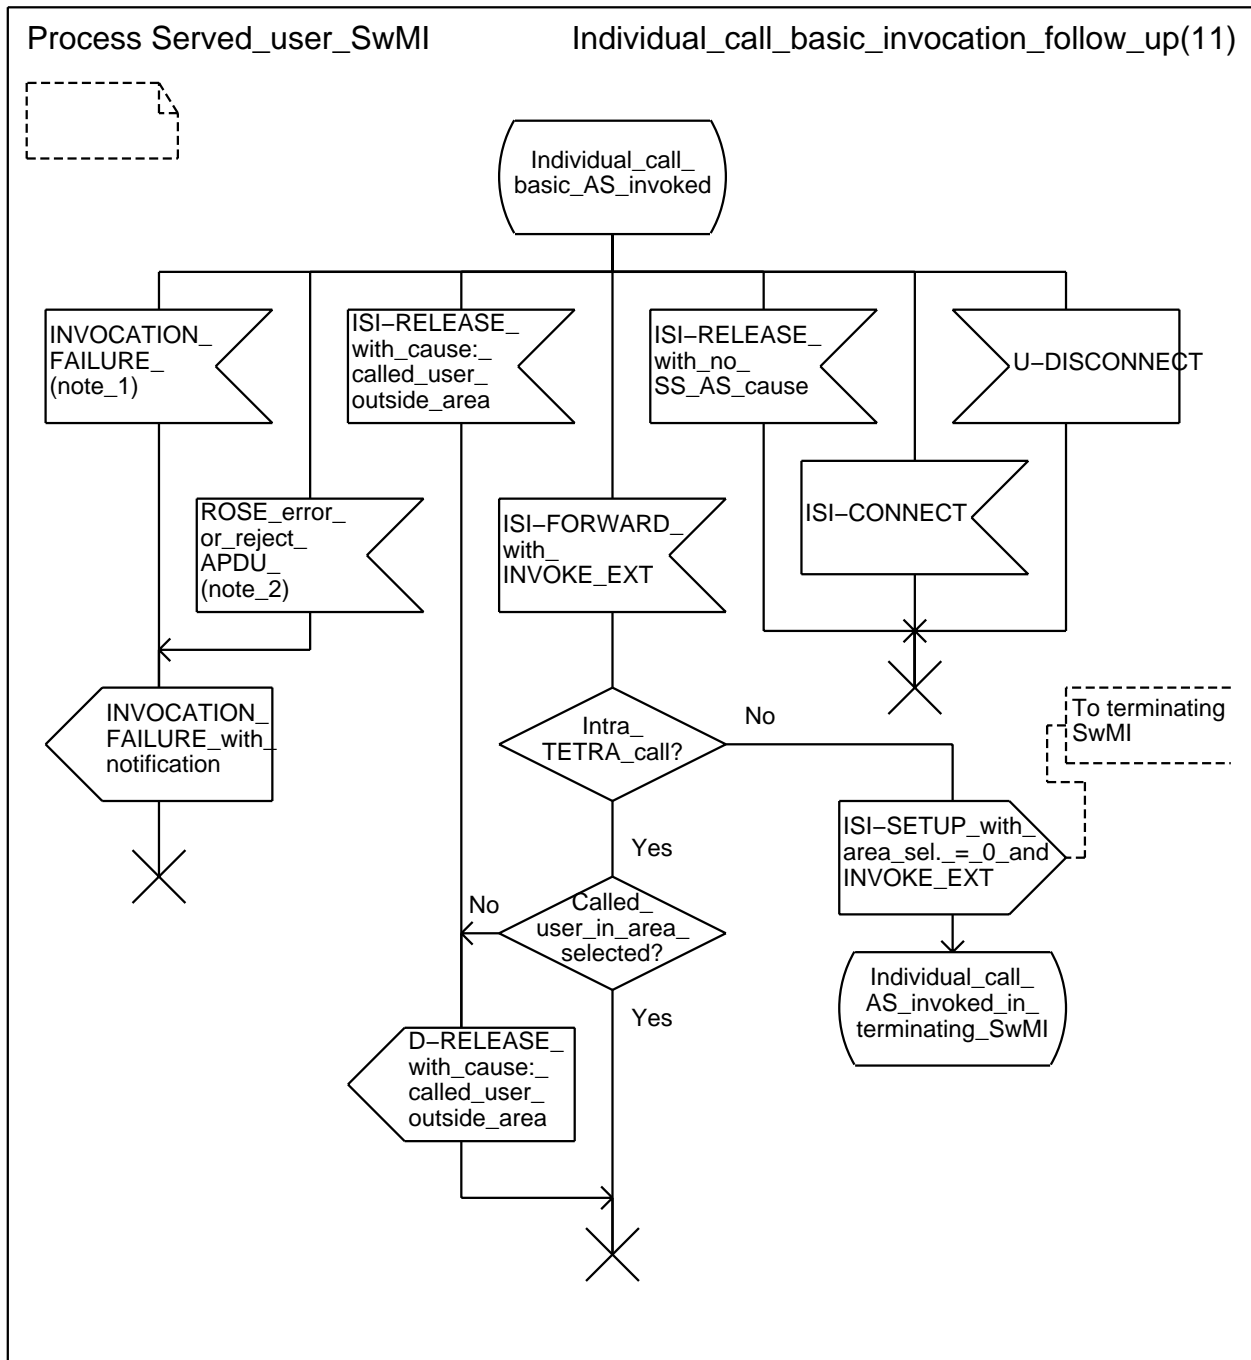 Process Served_user_SwMI
Individual_call_basic_invocation_follow_up(11)
Individual_call_
basic_AS_invoked
INVOCATION_
FAILURE_
(note_1)
ISI–RELEASE_
with_cause:_
called_user_
outside_area
ISI–RELEASE_
with_no_
SS_AS_cause
U–DISCONNECT
ROSE_error_
or_reject_
APDU_
(note_2)
ISI–FORWARD_
with_
INVOKE_EXT
ISI–CONNECT
INVOCATION_
FAILURE_with_
notification
Intra_
TETRA_call?
No
To terminating
SwMI
Yes
ISI–SETUP_with_
area_sel._=_0_and
INVOKE_EXT
No
Called_
user_in_area_
selected?
Yes
Individual_call_
AS_invoked_in_
terminating_SwMI
D–RELEASE_
with_cause:_
called_user_
outside_area